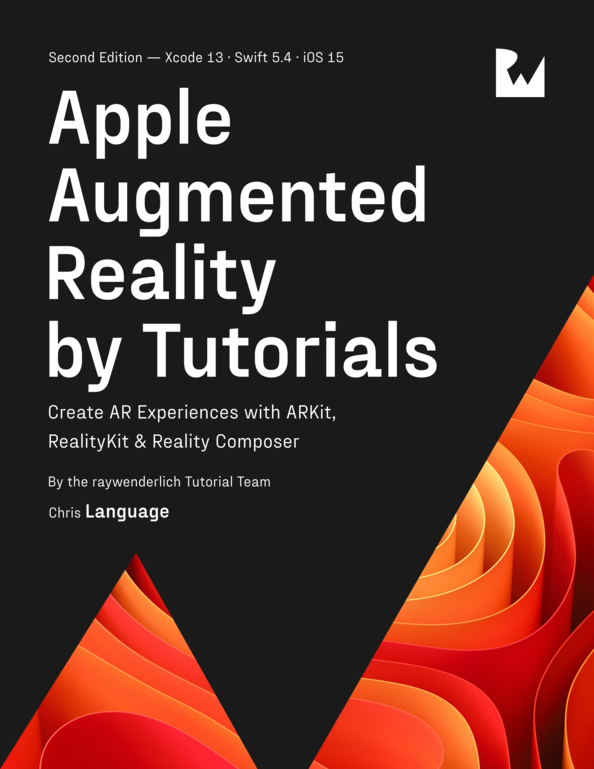 Second Edition — Xcode 13 · Swift 5.4 · iOS 15
Apple
Augmented
Reality
by Tutorials
Create AR Experiences with ARKit,
RealityKit & Reality Composer
By the raywenderlich Tutorial Team
Chris Language